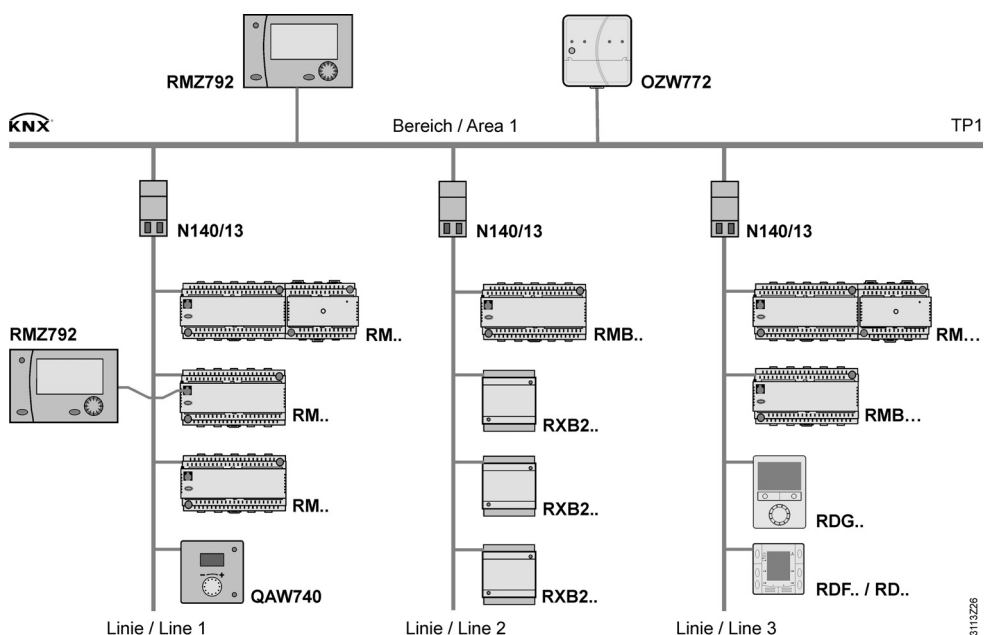 RMZ792
OZW772
KNX
Bereich / Area 1
TP1
N140/13
N140/13
N140/13
RMZ792
RM..
RMB..
RM...
RM..
RXB2..
RMB...
RM..
RXB2..
RDG..
QAW740
RXB2..
RDF.. / RD..
Linie / Line 1
Linie / Line 2
Linie / Line 3
3113Z26